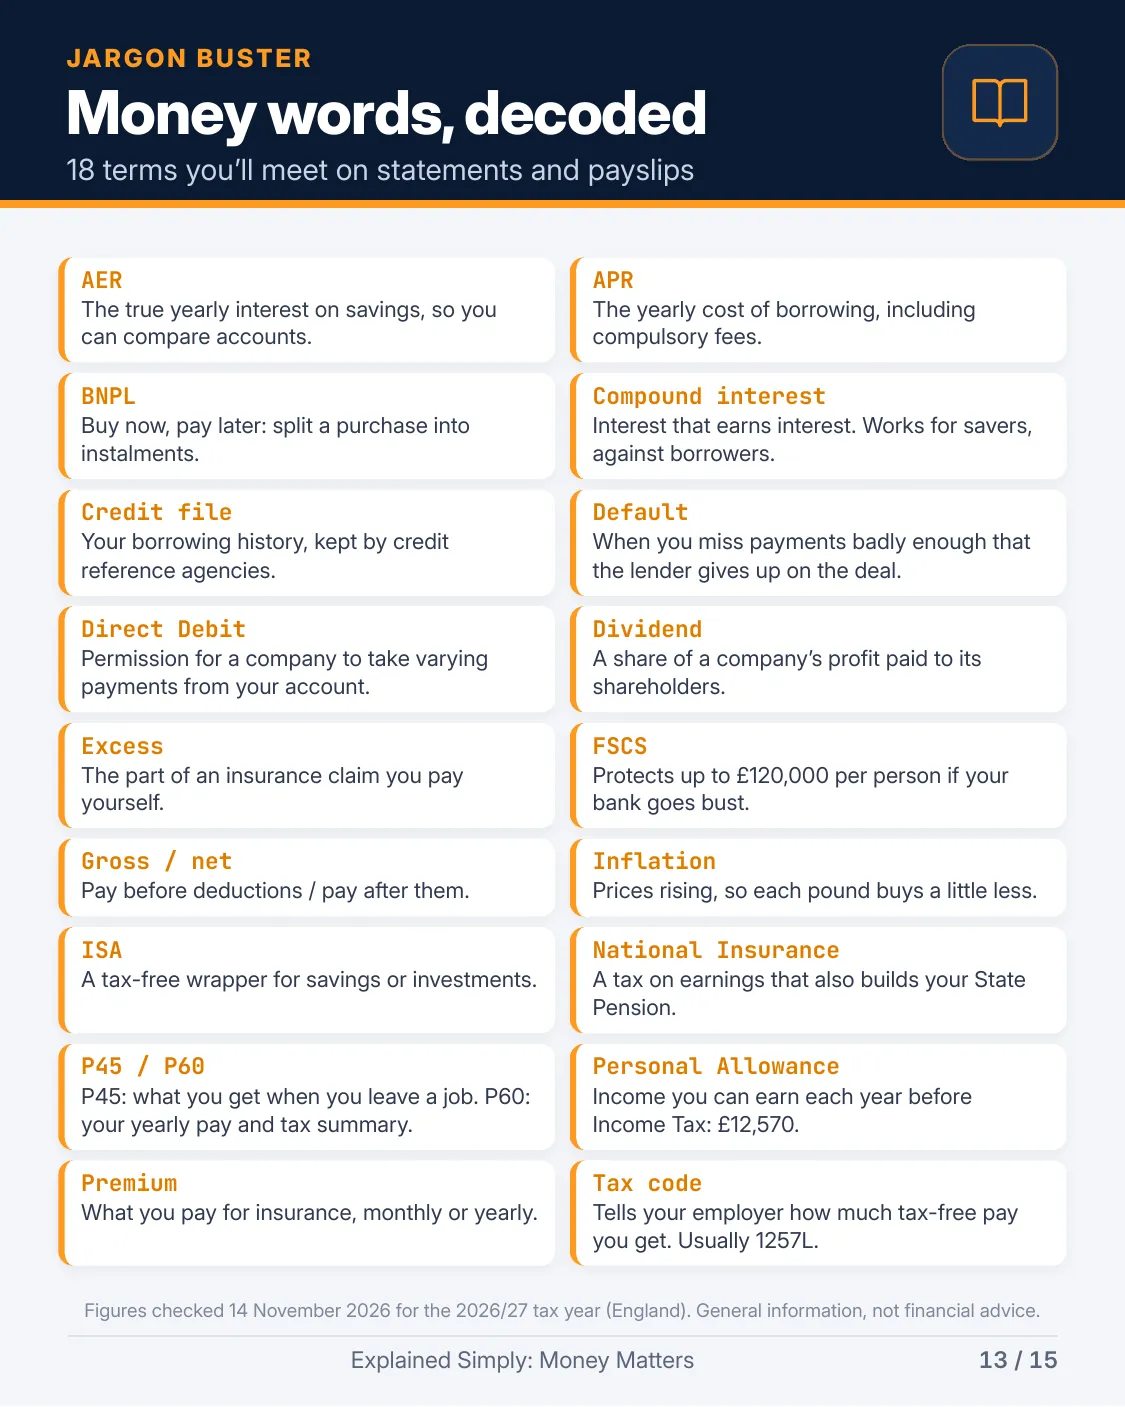 JARGON BUSTER
Money words, decoded
18 terms you’ll meet on statements and payslips
AER
The true yearly interest on savings, so you
can compare accounts.
APR
The yearly cost of borrowing, including
compulsory fees.
BNPL
Buy now, pay later: split a purchase into
instalments.
Compound interest
Interest that earns interest. Works for savers,
against borrowers.
Credit file
Your borrowing history, kept by credit
reference agencies.
Default
When you miss payments badly enough that
the lender gives up on the deal.
Direct Debit
Permission for a company to take varying
payments from your account.
Dividend
A share of a company’s profit paid to its
shareholders.
Excess
The part of an insurance claim you pay
yourself.
FSCS
Protects up to £120,000 per person if your
bank goes bust.
Gross / net
Pay before deductions / pay after them.
Inflation
Prices rising, so each pound buys a little less.
ISA
A tax-free wrapper for savings or investments.
National Insurance
A tax on earnings that also builds your State
Pension.
P45 / P60
P45: what you get when you leave a job. P60:
your yearly pay and tax summary.
Personal Allowance
Income you can earn each year before
Income Tax: £12,570.
Premium
What you pay for insurance, monthly or yearly.
Tax code
Tells your employer how much tax-free pay
you get. Usually 1257L.
Figures checked 14 November 2026 for the 2026/27 tax year (England). General information, not financial advice.
Explained Simply: Money Matters
13 / 15